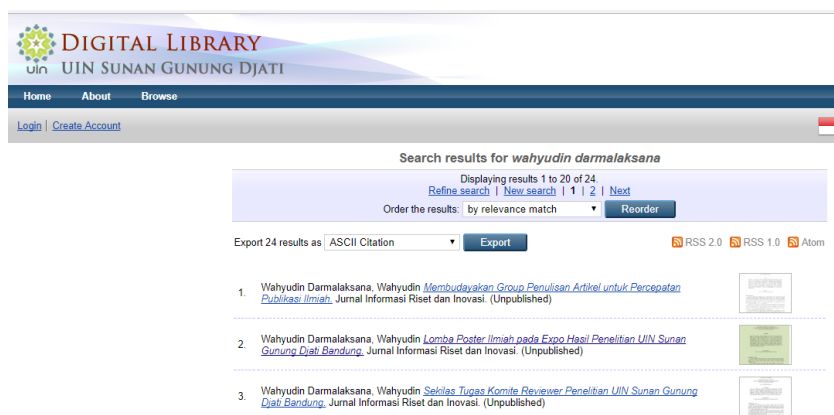 DIGITAL LIBRARY
uin UIN SUNAN GUNUNG DJATI
Home About Browse
Login | Create Account
Search results for wahyudin darmalaksana
Displaying results 1 to 20 of 24.
Refine search | New search | 1 | 2 | Next
Order the results: by relevance match Reorder
Export 24 results as ASCII Citation Export RSS 2.0 RSS 1.0 Atom
1. Wahyudin Darmalaksana, Wahyudin Membudayakan Group Penulisan Artikel untuk Percepatan
Publikasi Ilmiah. Jurnal Informasi Riset dan Inovasi. (Unpublished)
2. Wahyudin Darmalaksana, Wahyudin Lomba Poster Ilmiah pada Expo Hasil Penelitian UIN Sunan
Gunung Djati Bandung. Jurnal Informasi Riset dan Inovasi. (Unpublished)
3. Wahyudin Darmalaksana, Wahyudin Sekilas Tugas Komite Reviewer Penelitian UIN Sunan Gunung
Djati Bandung. Jurnal Informasi Riset dan Inovasi. (Unpublished)